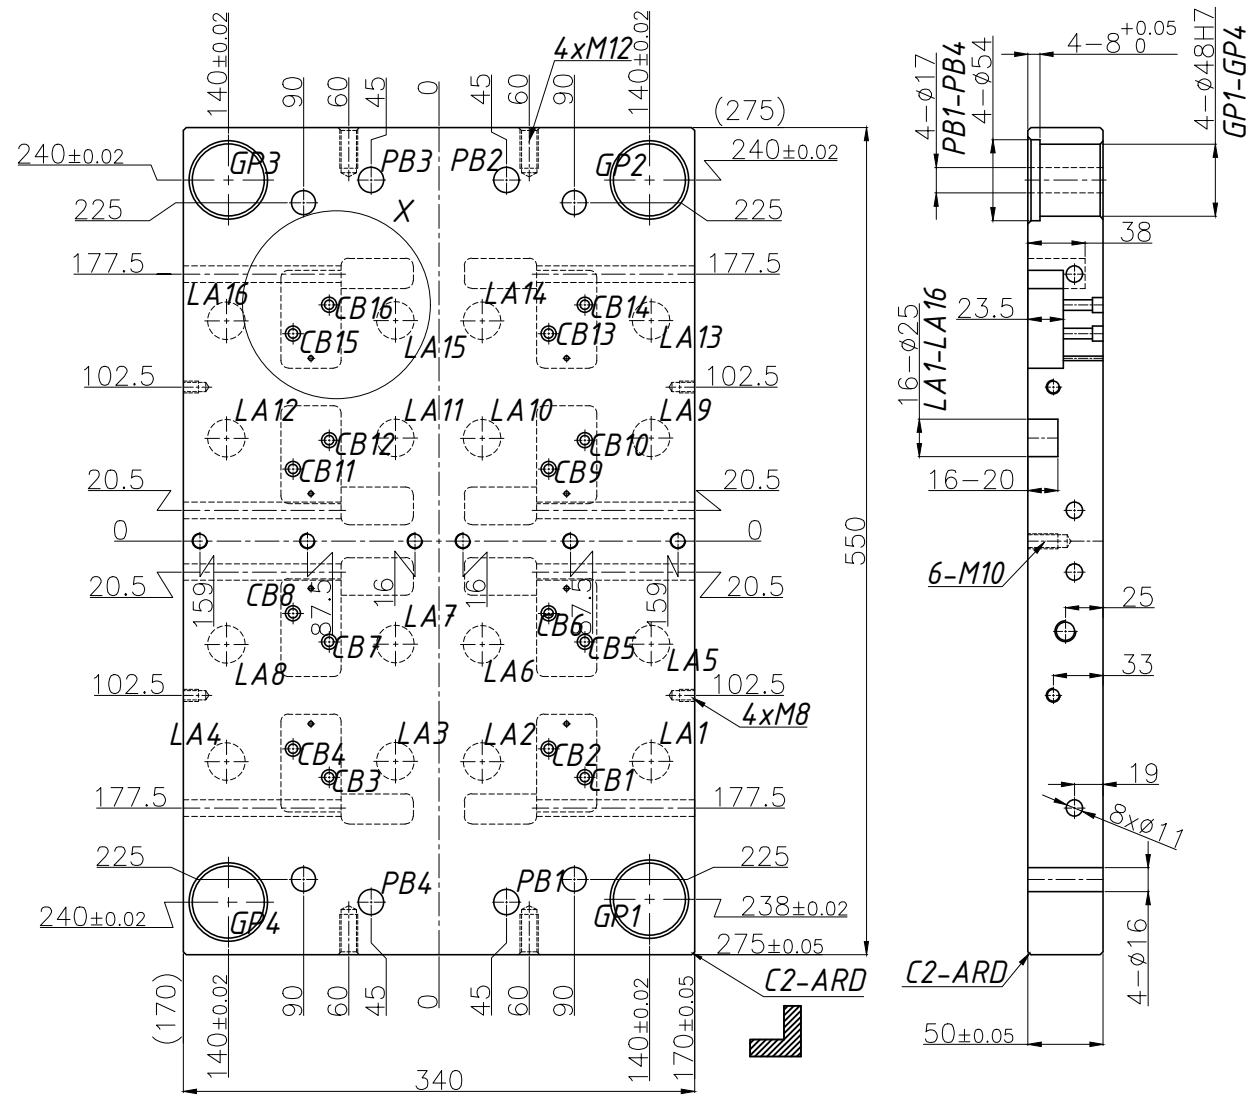 140±0.02
90
60
45
0
45
60
90
140±0.02
4xM12
(275)
240±0.02
GP3
PB3
PB2
GP2
240±0.02
225
X
225
177.5
177.5
LA16
CB16
LA14
CB14
CB15
LA15
CB13
LA13
102.5
102.5
LA12
LA11
LA10
LA9
CB12
CB10
CB11
CB9
20.5
20.5
0
0
550
20.5
20.5
159
87.5
16
16
87.5
159
CB8
LA7
CB6
CB7
CB5
LA8
LA6
LA5
102.5
102.5
4xM8
LA4
LA3
LA2
LA1
CB4
CB2
CB3
CB1
177.5
177.5
225
225
PB4
PB1
240±0.02
GP4
GP1
238±0.02
275±0.05
C2-ARD
(170)
140±0.02
90
60
45
0
45
60
90
140±0.02
170±0.05
340
4-ø17
PB1-PB4
4-ø54
4-8+0.05
0
4-ø48H7
GP1-GP4
38
23.5
16-ø25
LA1-LA16
16-20
6-M10
25
33
19
8xø11
4-ø16
C2-ARD
50±0.05